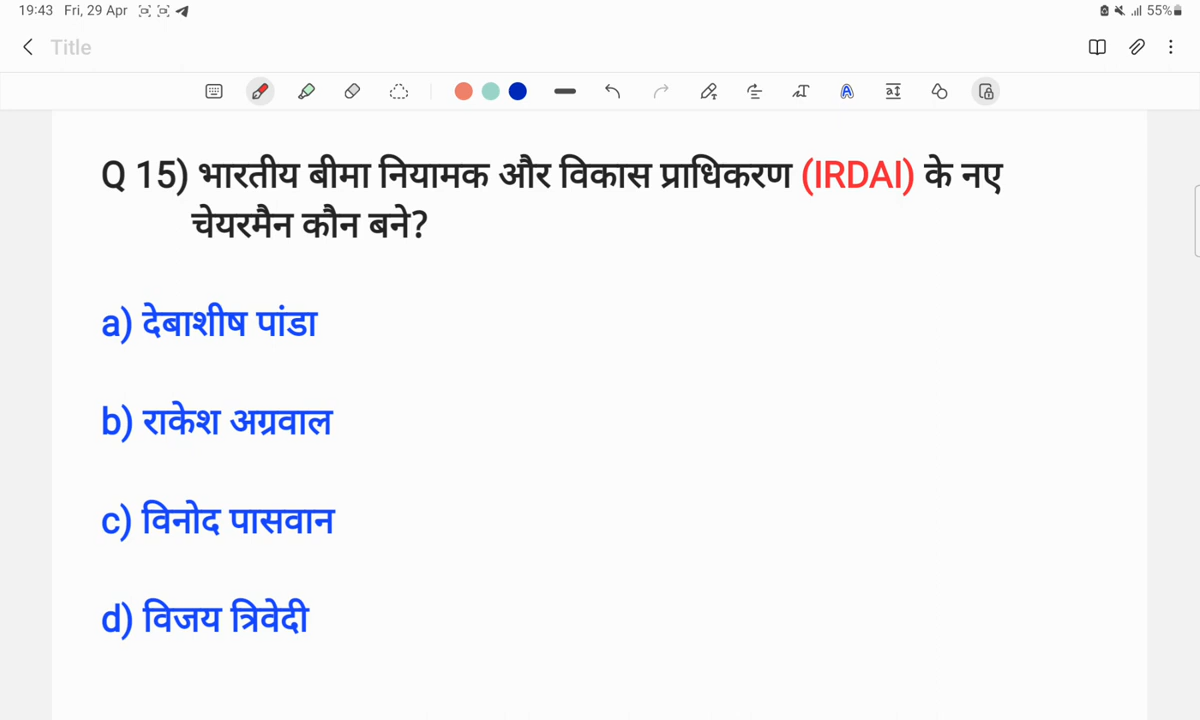 19:43 Fri, 29 Apr 55%
Title
Q 15) भारतीय बीमा नियामक और विकास प्राधिकरण (IRDAI) के नए
चेयरमैन कौन बने?
a) देबाशीष पांडा
b) राकेश अग्रवाल
c) विनोद पासवान
d) विजय त्रिवेदी